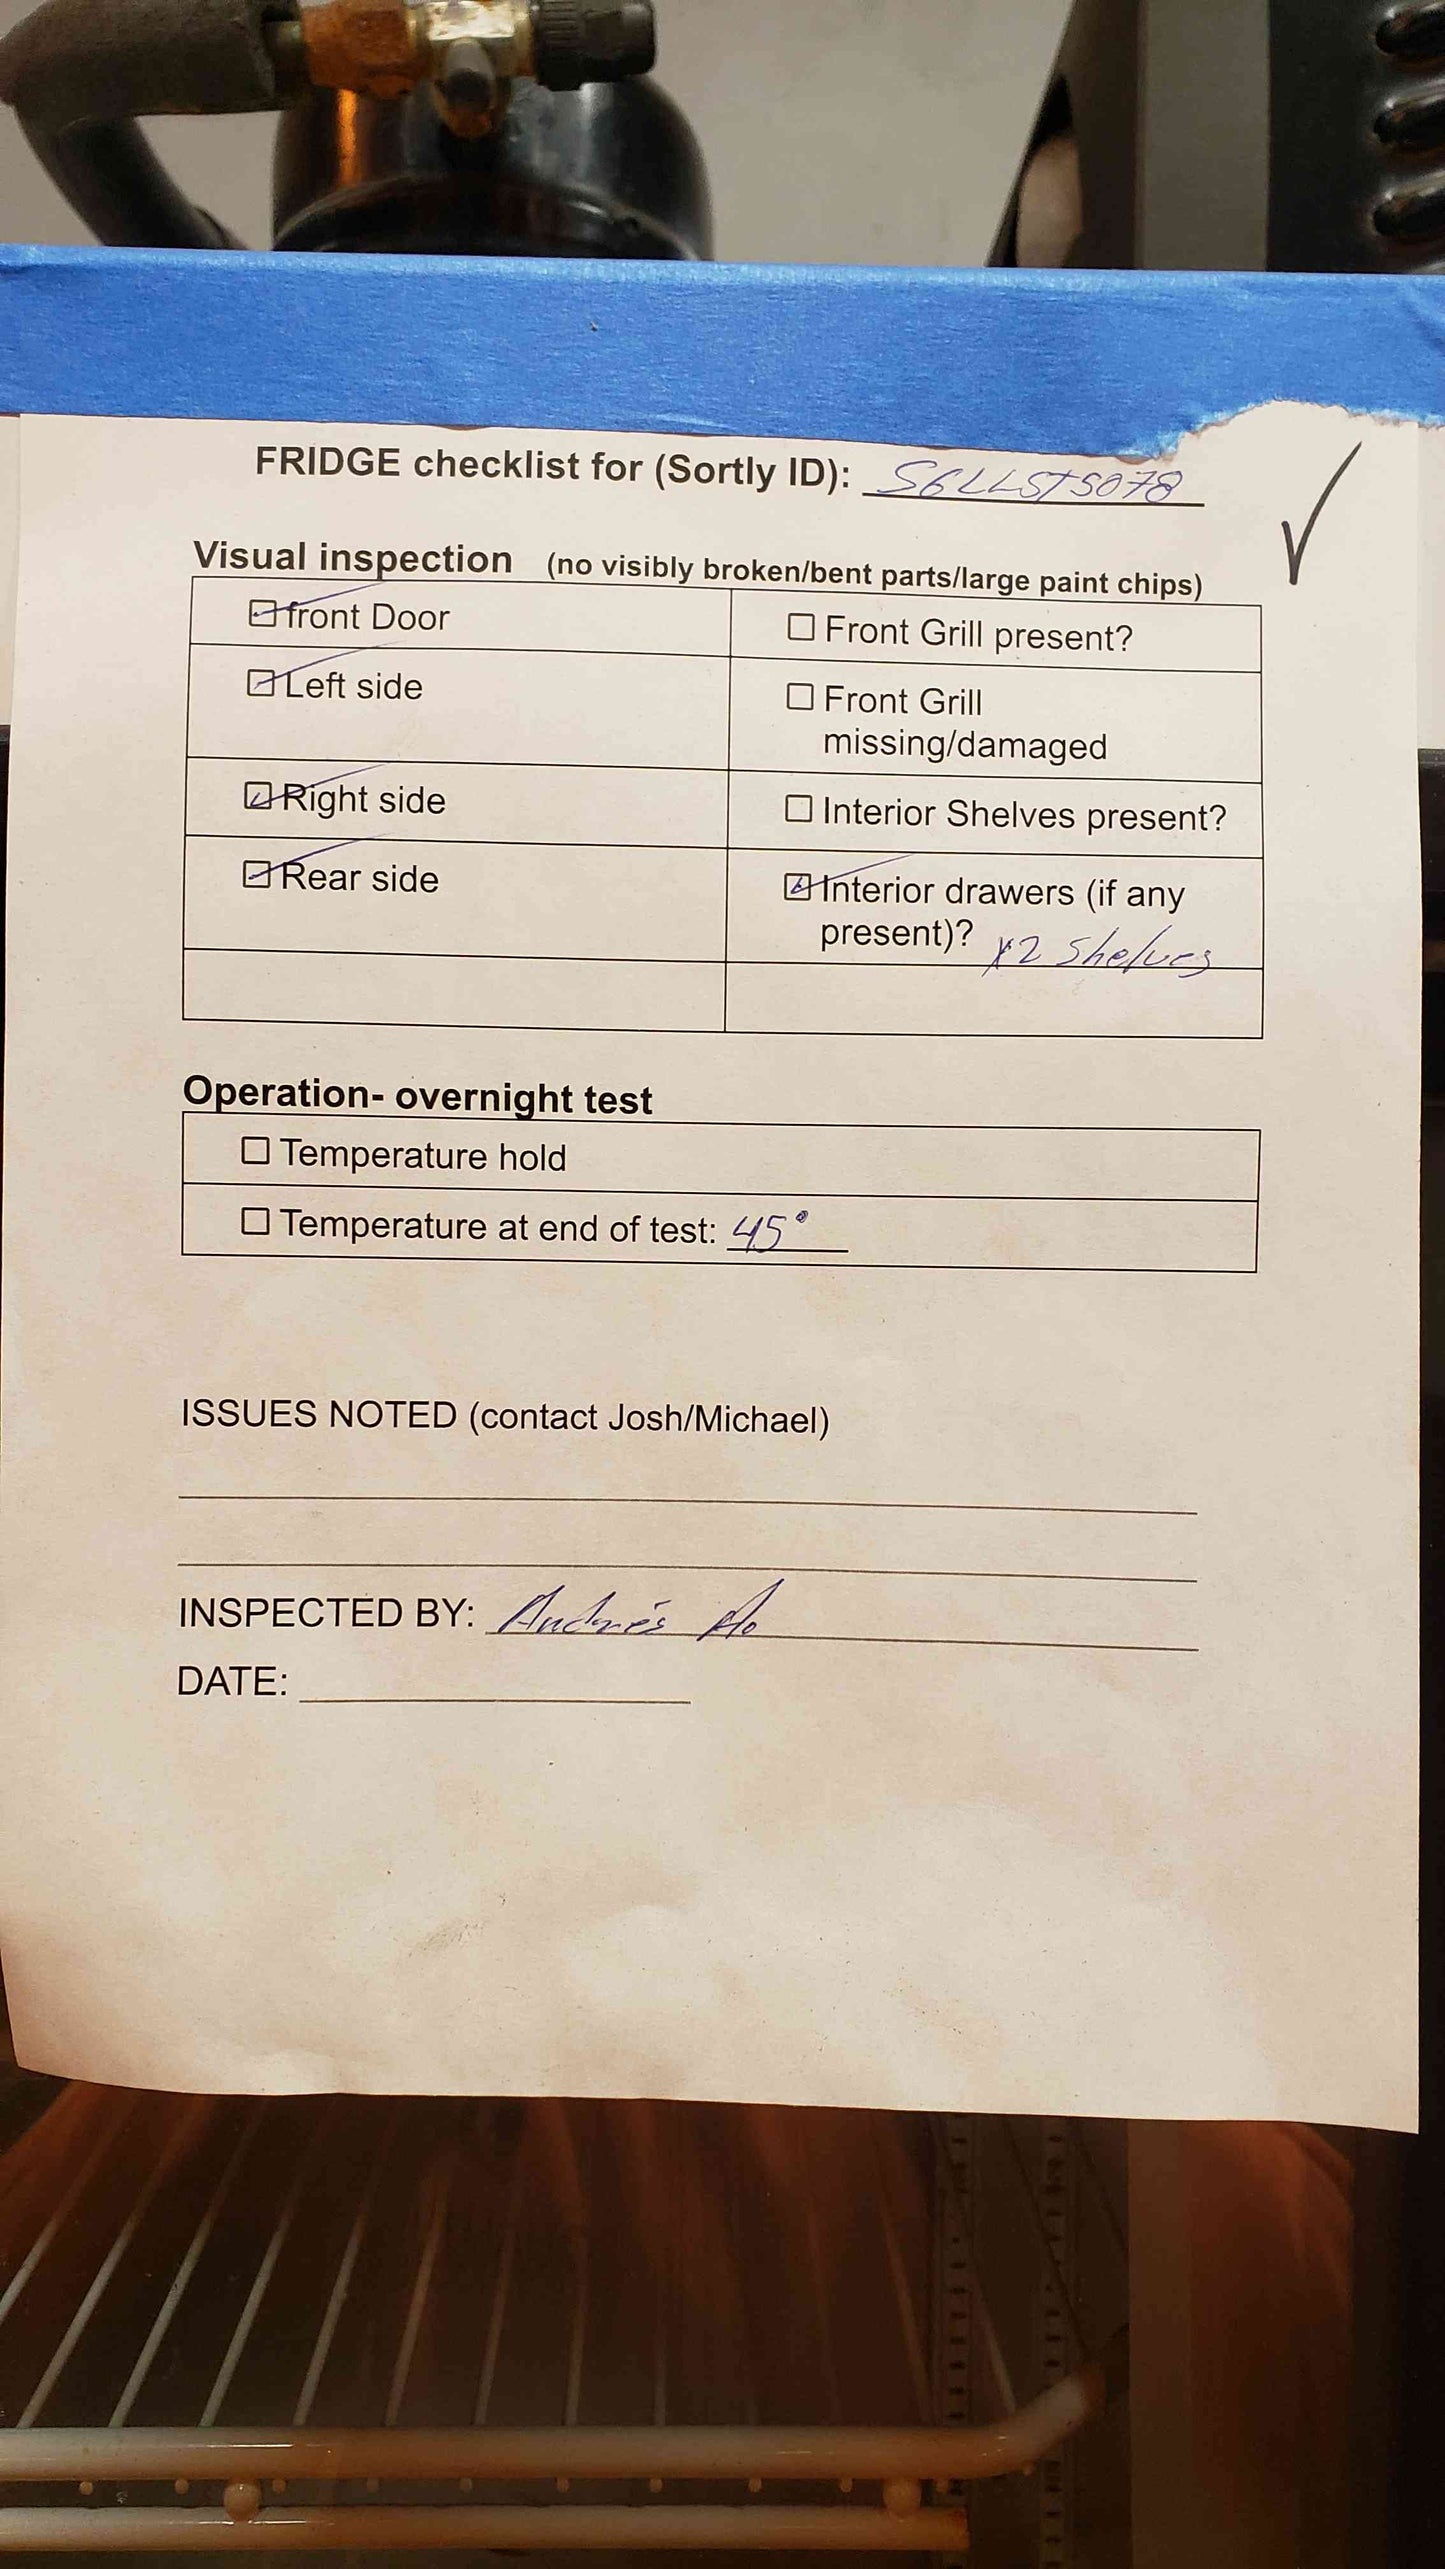 FRIDGE checklist for (Sortly ID): S6LLSTS078
✓
Visual inspection (no visibly broken/bent parts/large paint chips)
☑ front Door
☐ Front Grill present?
☑ Left side
☐ Front Grill
missing/damaged
☑ Right side
☐ Interior Shelves present?
☑ Rear side
☑ Interior drawers (if any
present)? x2 Shelves
Operation- overnight test
☐ Temperature hold
☐ Temperature at end of test: 45°
ISSUES NOTED (contact Josh/Michael)
INSPECTED BY: Andrés
DATE: